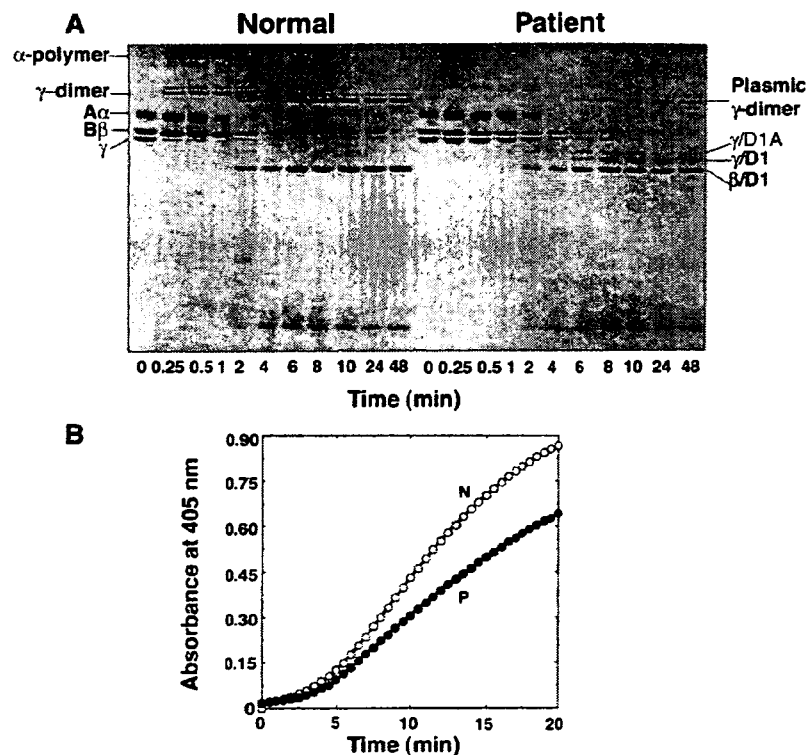 A
Normal Patient
α-polymer
γ-dimer
Aα
Bβ
γ
Plasmic
γ-dimer
γ/D1A
γ/D1
β/D1
0 0.25 0.5 1 2 4 6 8 10 24 48 0 0.25 0.5 1 2 4 6 8 10 24 48
Time (min)
B
Absorbance at 405 nm
0.90
0.75
0.60
0.45
0.30
0.15
0
N
P
0 5 10 15 20
Time (min)